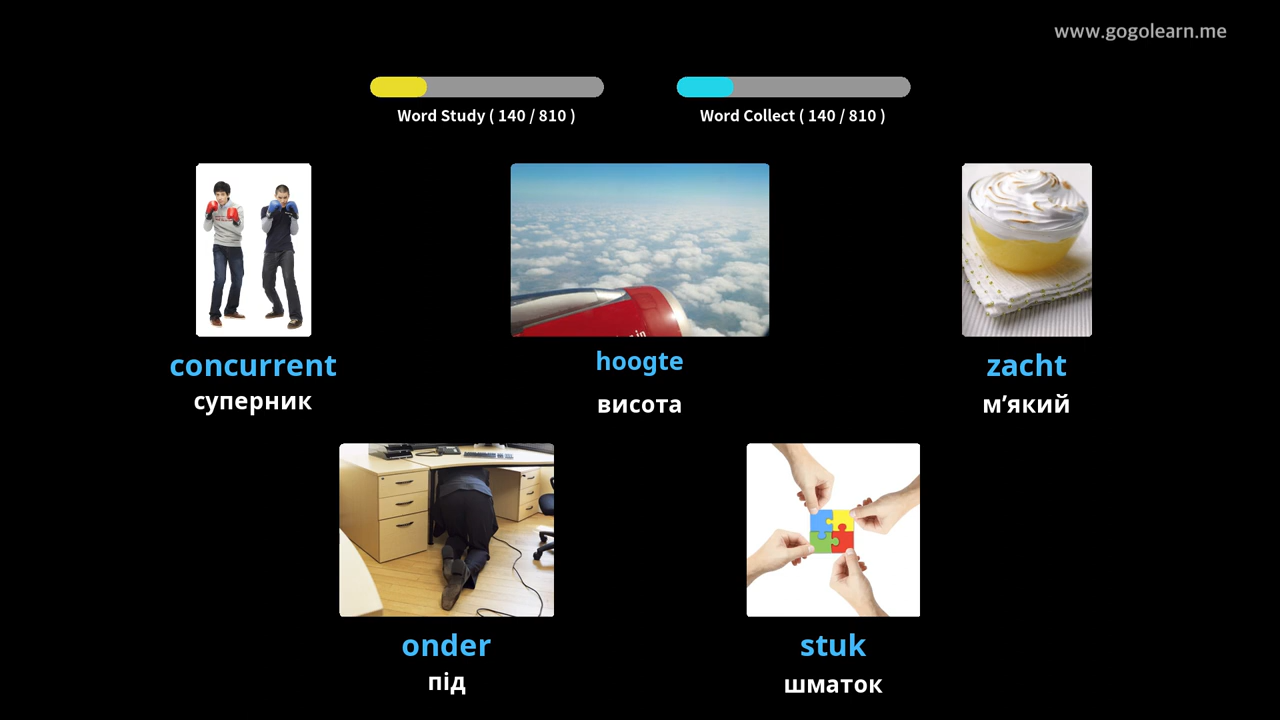 www.gogolearn.me
Word Study ( 140 / 810 )
Word Collect ( 140 / 810 )
concurrent
суперник
hoogte
висота
zacht
м’який
onder
під
stuk
шматок